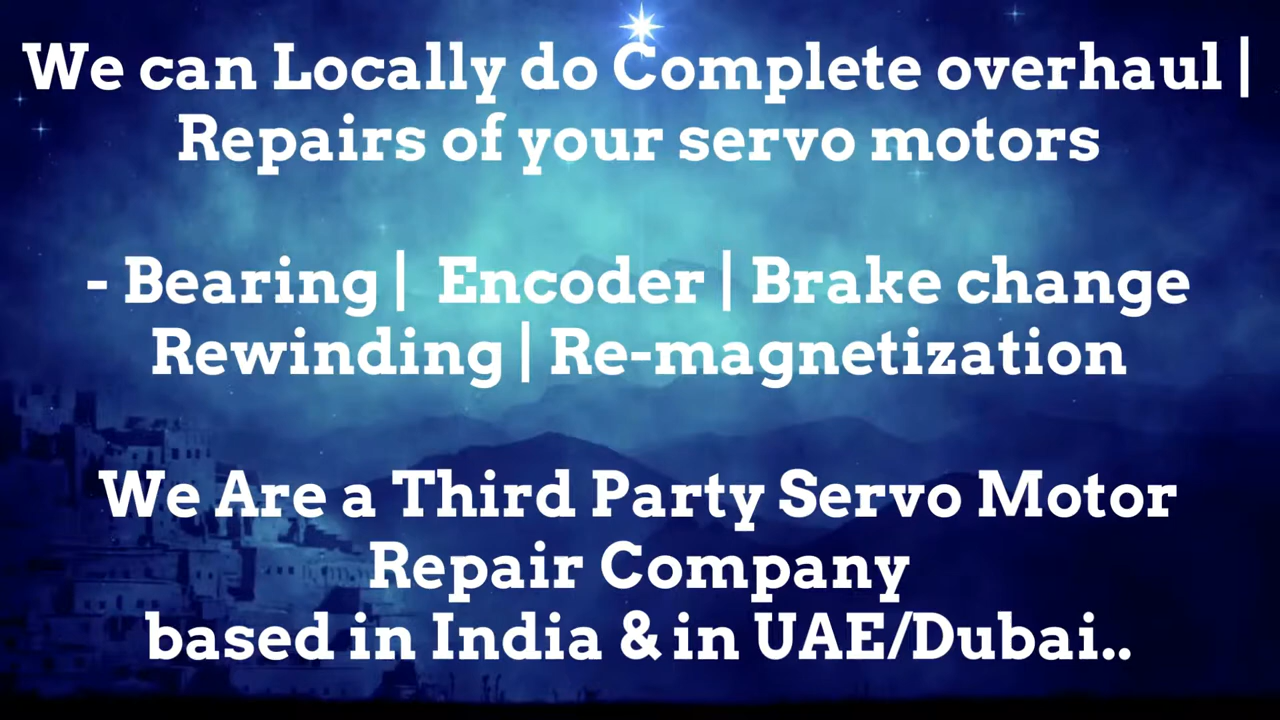 We can Locally do Complete overhaul |
Repairs of your servo motors
- Bearing | Encoder | Brake change
Rewinding | Re-magnetization
We Are a Third Party Servo Motor
Repair Company
based in India & in UAE/Dubai..